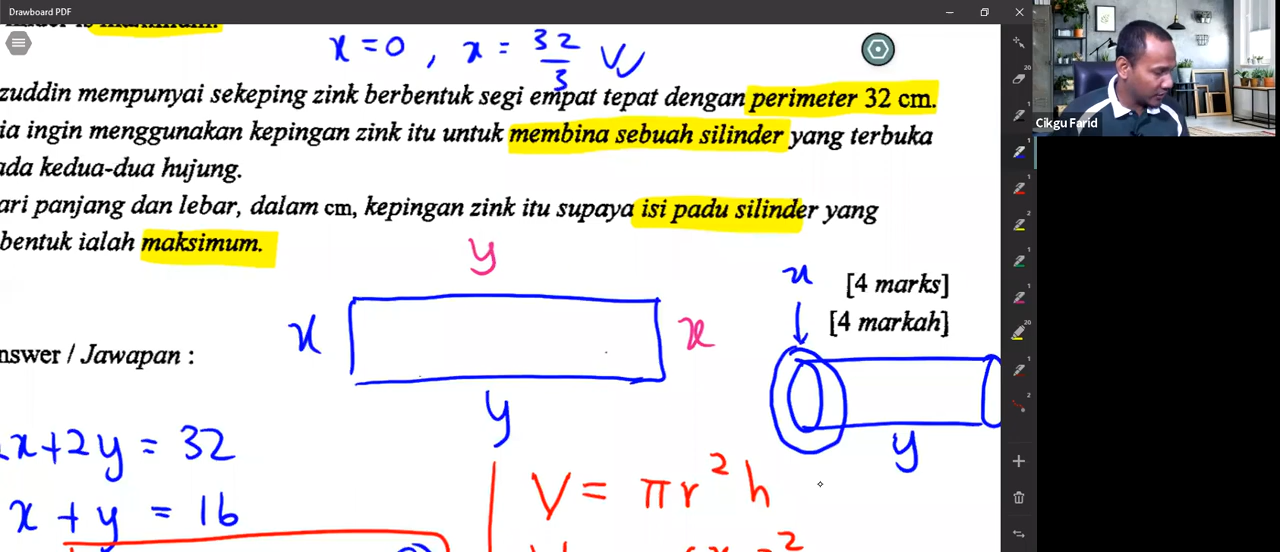 Drawboard PDF
x = 0 , x = 32/3
zuddin mempunyai sekeping zink berbentuk segi empat tepat dengan perimeter 32 cm.
ia ingin menggunakan kepingan zink itu untuk membina sebuah silinder yang terbuka
ada kedua-dua hujung.
ari panjang dan lebar, dalam cm, kepingan zink itu supaya isi padu silinder yang
bentuk ialah maksimum.
y
x
[4 marks]
[4 markah]
x
x
nswer / Jawapan :
y
y
x + 2y = 32
V = πr²h
x + y = 16
Cikgu Farid